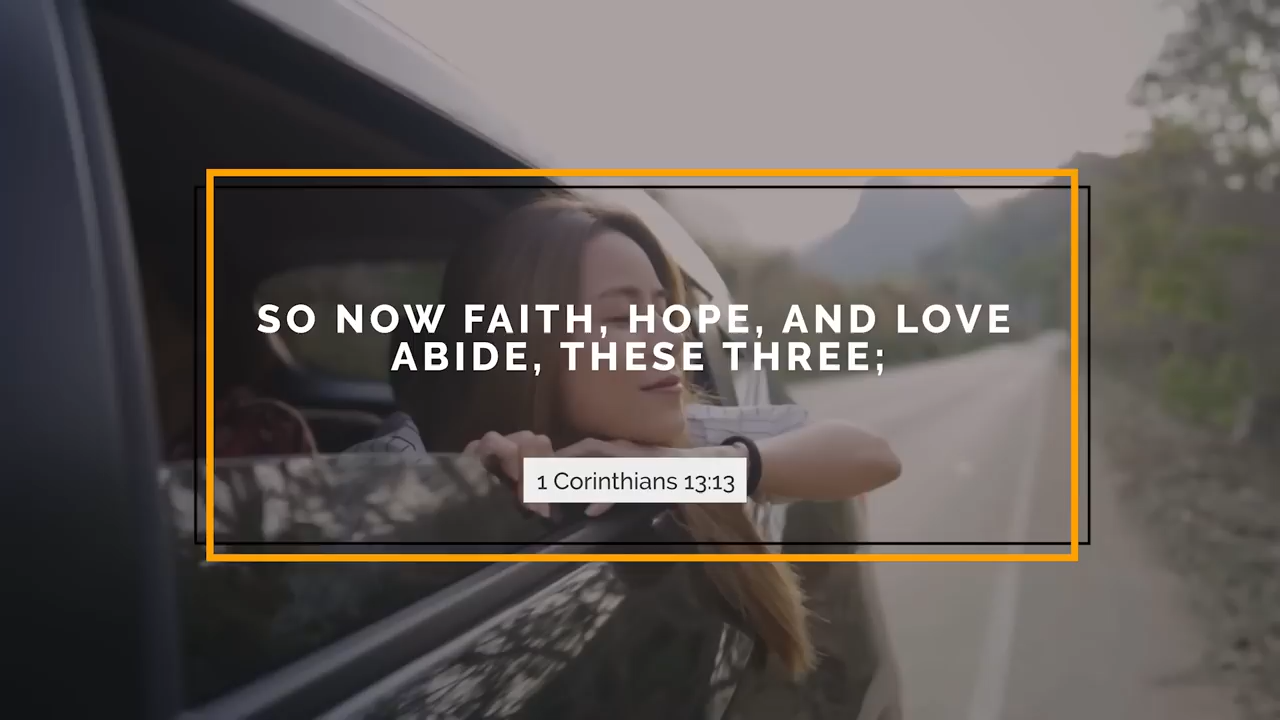 SO NOW FAITH, HOPE, AND LOVE
ABIDE, THESE THREE;
1 Corinthians 13:13